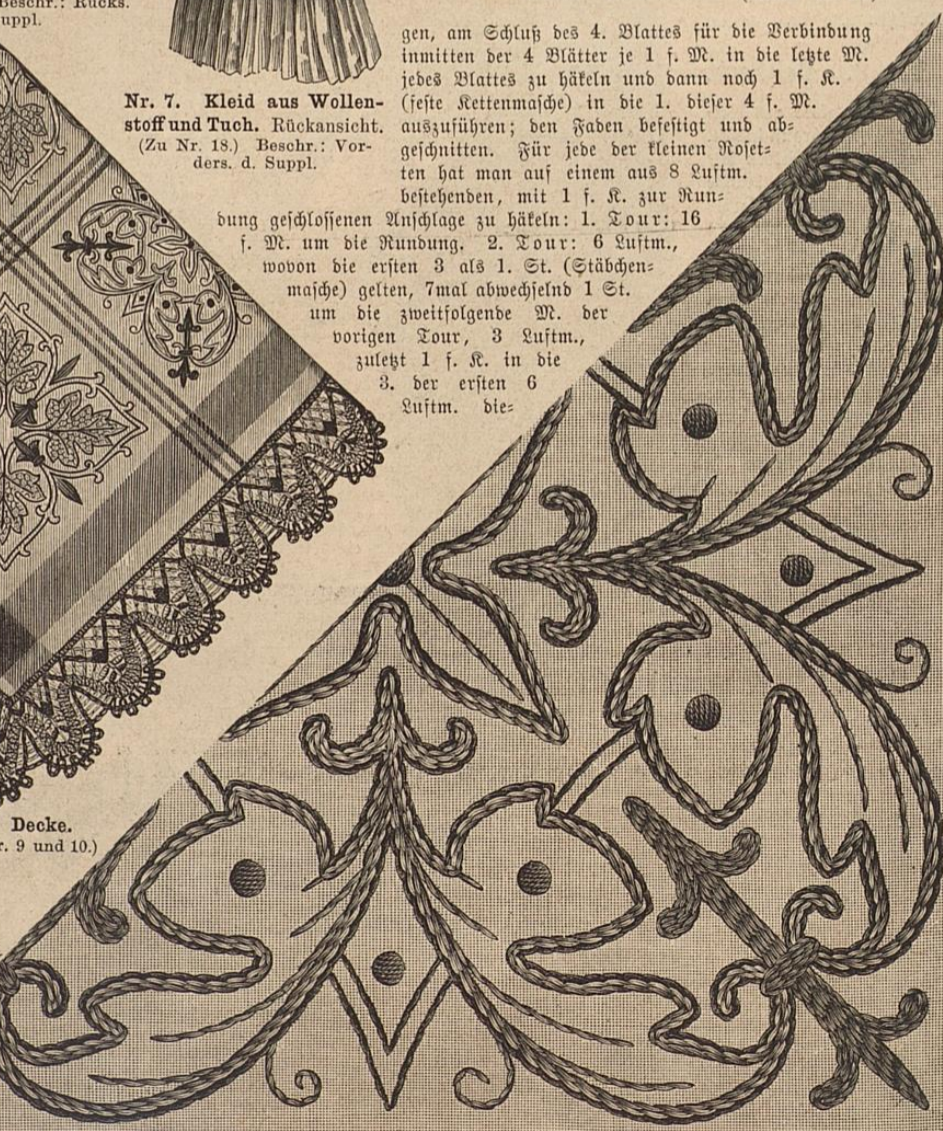 Beschr.: Rücks.
uppl.
Nr. 7. Kleid aus Wollen-
stoff und Tuch. Rückansicht.
(Zu Nr. 18.) Beschr.: Vor-
ders. d. Suppl.
gen, am Schluß des 4. Blattes für die Verbindung
inmitten der 4 Blätter je 1 f. M. in die letzte M.
jedes Blattes zu häkeln und dann noch 1 f. K.
(feste Kettenmasche) in die 1. dieser 4 f. M.
auszuführen; den Faden befestigt und ab-
geschnitten. Für jede der kleinen Roset-
ten hat man auf einem aus 8 Luftm.
bestehenden, mit 1 f. K. zur Run-
dung geschlossenen Anschlage zu häkeln: 1. Tour: 16
f. M. um die Rundung. 2. Tour: 6 Luftm.,
wovon die ersten 3 als 1. St. (Stäbchen-
masche) gelten, 7mal abwechselnd 1 St.
um die zweitfolgende M. der
vorigen Tour, 3 Luftm.,
zuletzt 1 f. K. in die
3. der ersten 6
Luftm. die-
Decke.
r. 9 und 10.)